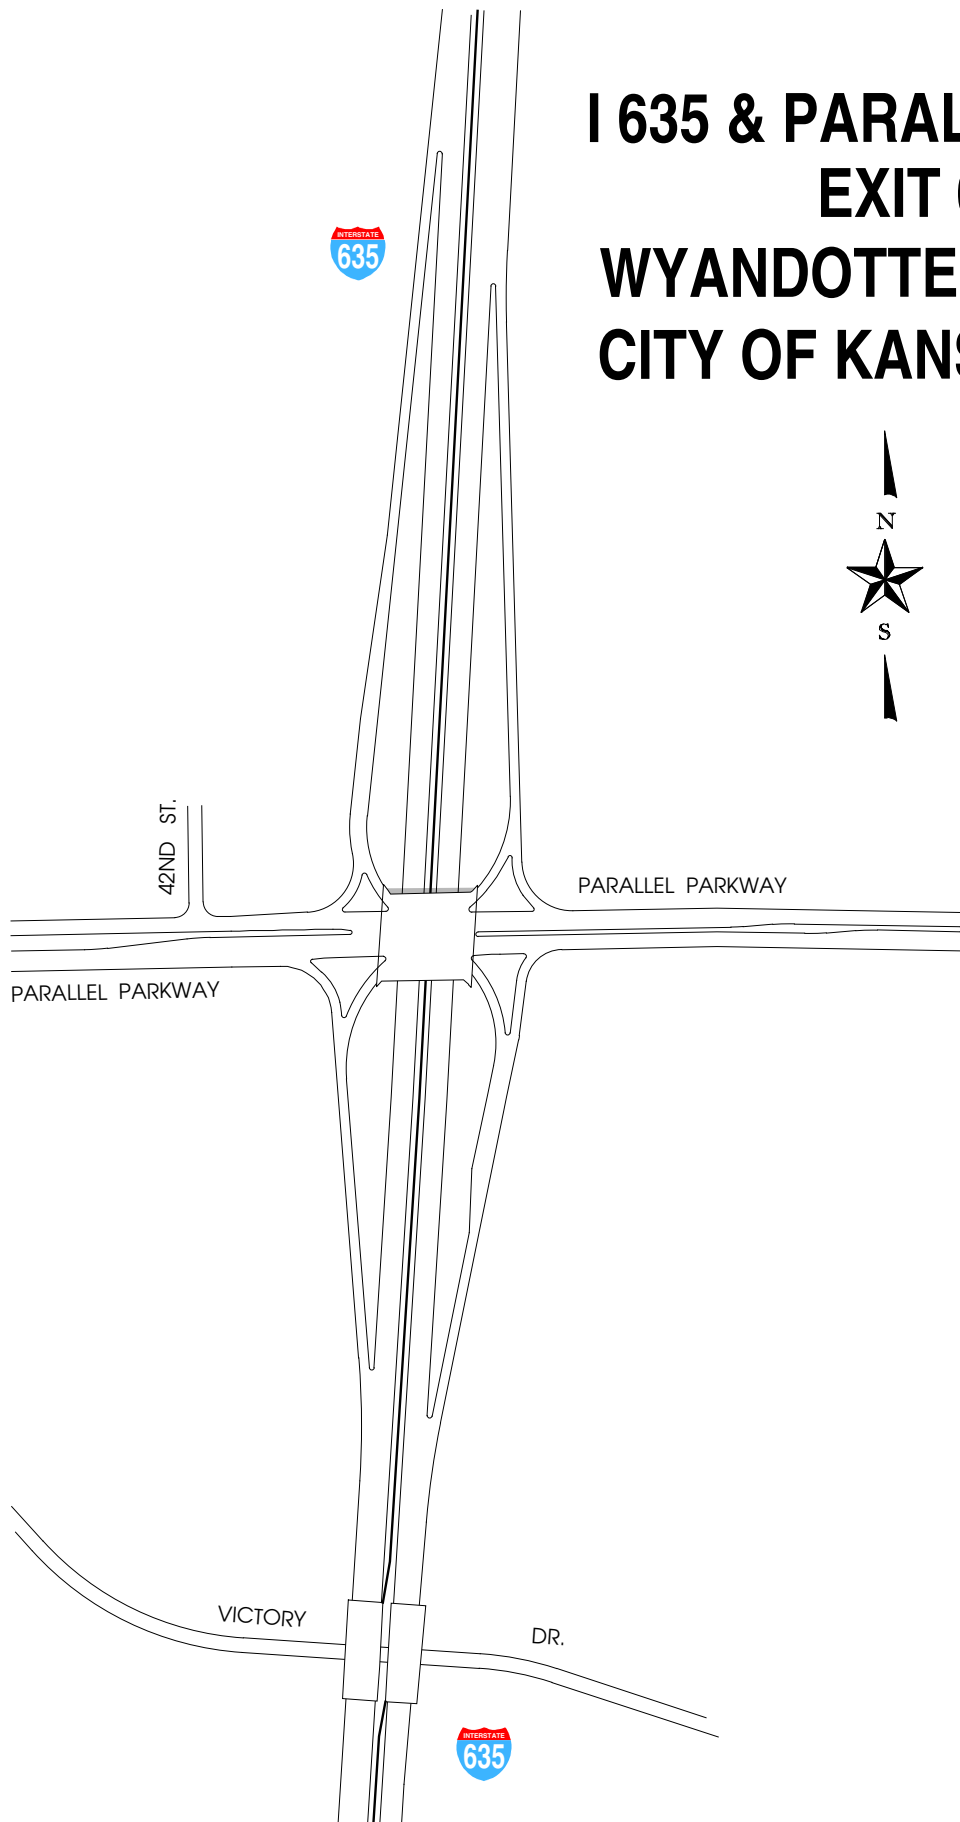 I 635 & PARAL
EXIT
WYANDOTTE
CITY OF KANS
INTERSTATE
635
N
S
42ND ST.
PARALLEL PARKWAY
PARALLEL PARKWAY
VICTORY DR.
INTERSTATE
635